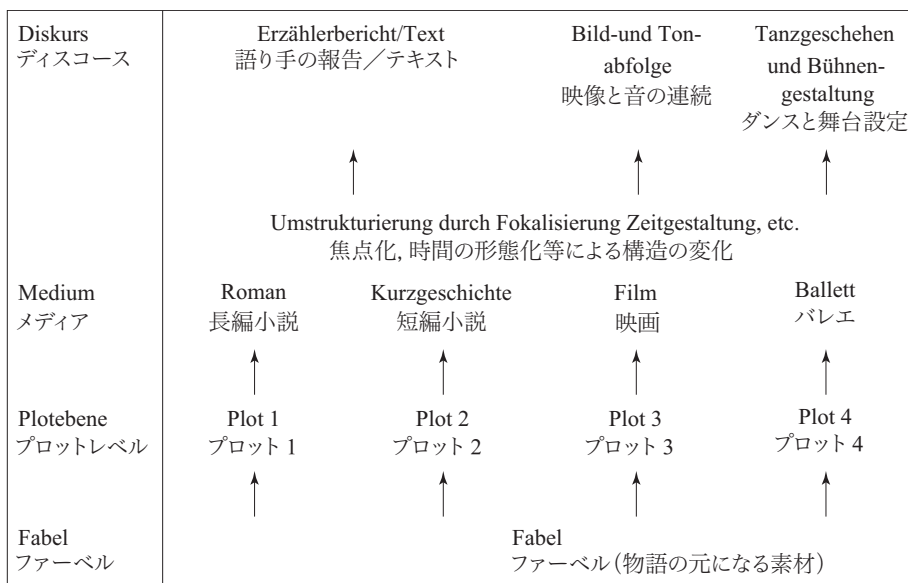 Diskurs
ディスコース
Erzählerbericht/Text
語り手の報告／テキスト
Bild-und Ton-
abfolge
映像と音の連続
Tanzgeschehen
und Bühnen-
gestaltung
ダンスと舞台設定
Umstrukturierung durch Fokalisierung Zeitgestaltung, etc.
焦点化, 時間の形態化等による構造の変化
Medium
メディア
Roman
長編小説
Kurzgeschichte
短編小説
Film
映画
Ballett
バレエ
Plotebene
プロットレベル
Plot 1
プロット 1
Plot 2
プロット 2
Plot 3
プロット 3
Plot 4
プロット 4
Fabel
ファーベル
Fabel
ファーベル (物語の元になる素材)